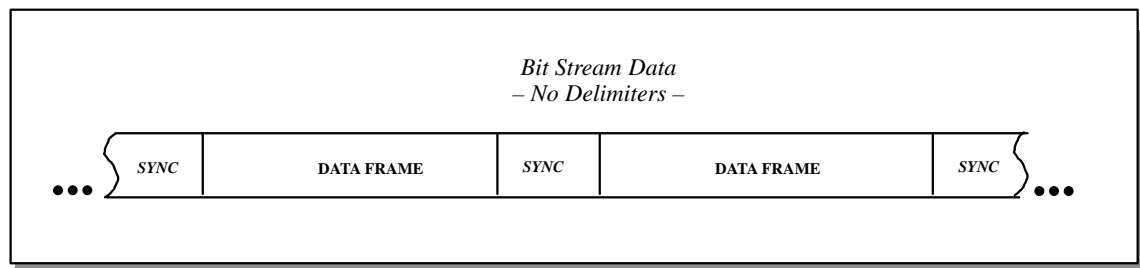 Bit Stream Data
– No Delimiters –
SYNC DATA FRAME SYNC DATA FRAME SYNC